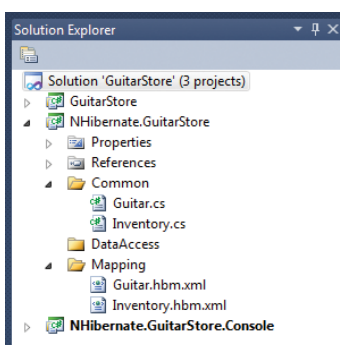 Solution Explorer
Solution 'GuitarStore' (3 projects)
GuitarStore
NHibernate.GuitarStore
Properties
References
Common
Guitar.cs
Inventory.cs
DataAccess
Mapping
Guitar.hbm.xml
Inventory.hbm.xml
NHibernate.GuitarStore.Console